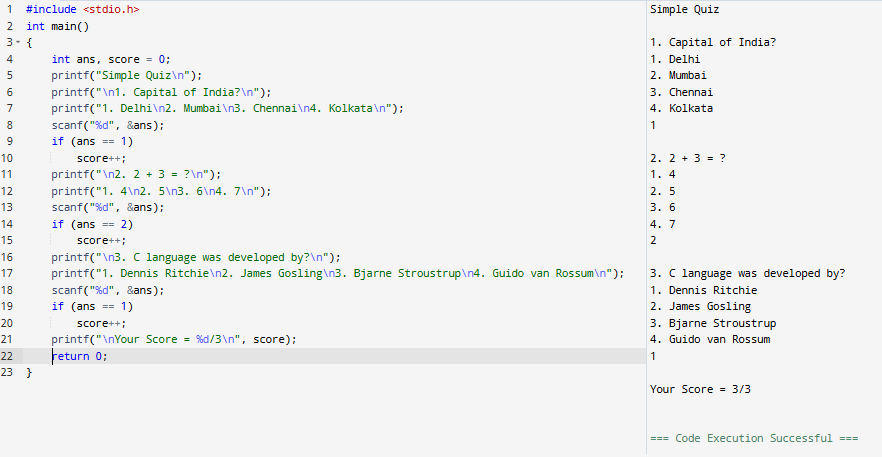 1 #include <stdio.h>
2 int main()
3 {
4 int ans, score = 0;
5 printf("Simple Quiz\n");
6 printf("\n1. Capital of India?\n");
7 printf("1. Delhi\n2. Mumbai\n3. Chennai\n4. Kolkata\n");
8 scanf("%d", &ans);
9 if (ans == 1)
10 score++;
11 printf("\n2. 2 + 3 = ?\n");
12 printf("1. 4\n2. 5\n3. 6\n4. 7\n");
13 scanf("%d", &ans);
14 if (ans == 2)
15 score++;
16 printf("\n3. C language was developed by?\n");
17 printf("1. Dennis Ritchie\n2. James Gosling\n3. Bjarne Stroustrup\n4. Guido van Rossum\n");
18 scanf("%d", &ans);
19 if (ans == 1)
20 score++;
21 printf("\nYour Score = %d/3\n", score);
22 return 0;
23 }
Simple Quiz
1. Capital of India?
1. Delhi
2. Mumbai
3. Chennai
4. Kolkata
1
2. 2 + 3 = ?
1. 4
2. 5
3. 6
4. 7
2
3. C language was developed by?
1. Dennis Ritchie
2. James Gosling
3. Bjarne Stroustrup
4. Guido van Rossum
1
Your Score = 3/3
=== Code Execution Successful ===